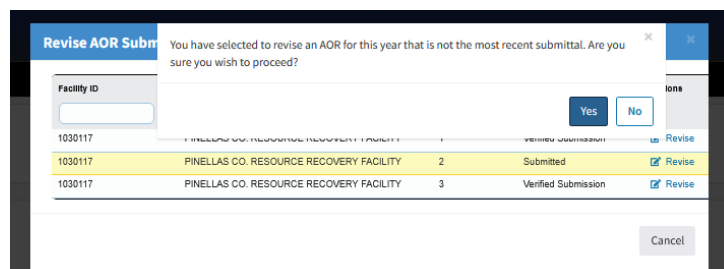 Revise AOR Subm
You have selected to revise an AOR for this year that is not the most recent submittal. Are you
sure you wish to proceed?
×
×
Yes
No
Facility ID
ions
1030117 PINELLAS CO. RESOURCE RECOVERY FACILITY 1 Verified Submission Revise
1030117 PINELLAS CO. RESOURCE RECOVERY FACILITY 2 Submitted Revise
1030117 PINELLAS CO. RESOURCE RECOVERY FACILITY 3 Verified Submission Revise
Cancel